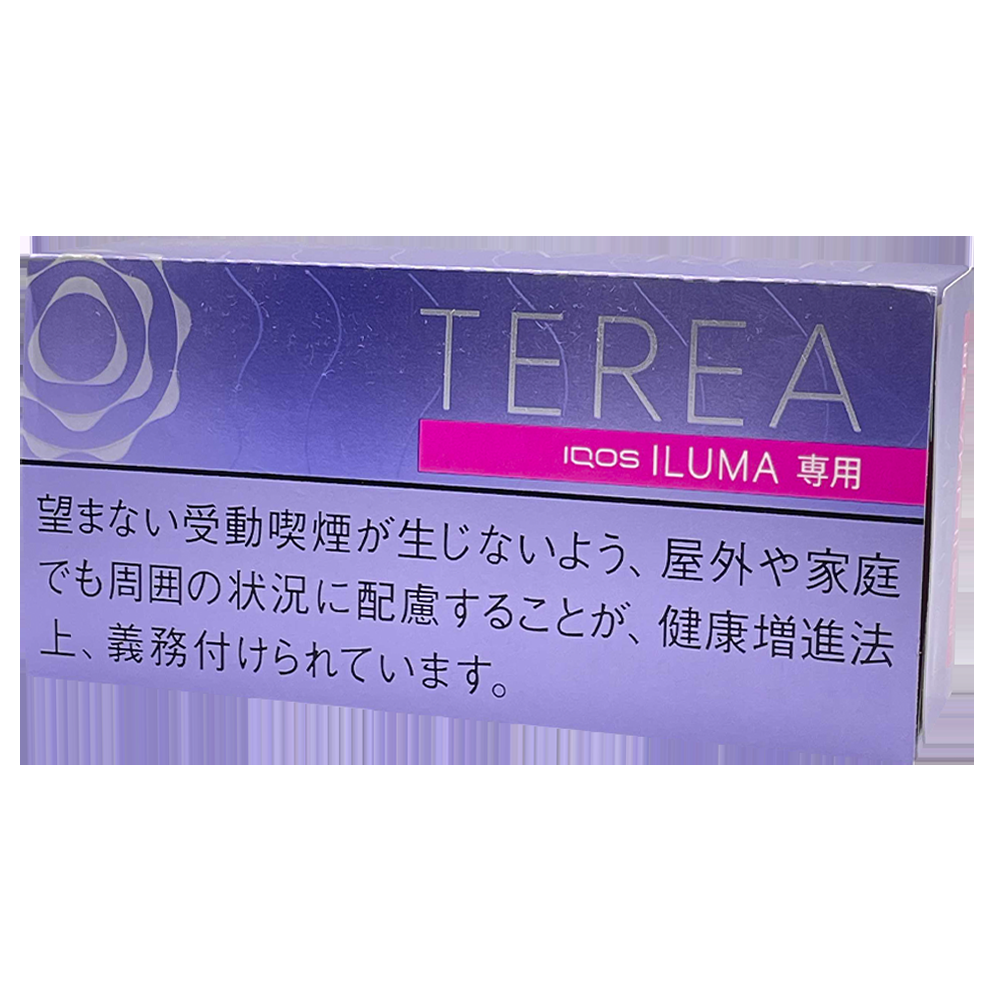 TEREA
IQOS ILUMA 専用
望まない受動喫煙が生じないよう、屋外や家庭
でも周囲の状況に配慮することが、健康増進法
上、義務付けられています。